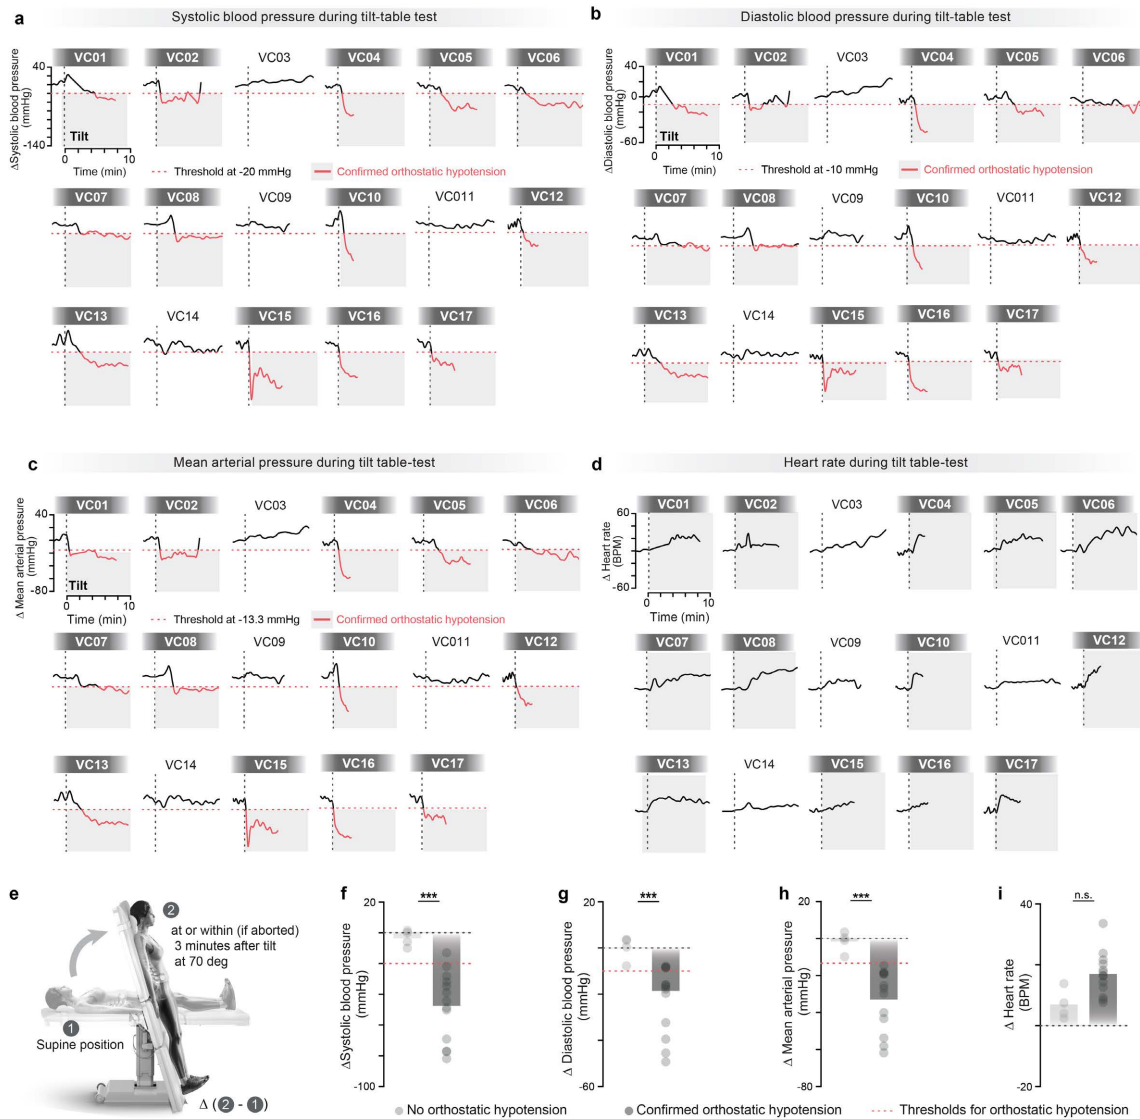 a
Systolic blood pressure during tilt-table test
VC01 VC02 VC03 VC04 VC05 VC06
ΔSystolic blood pressure
(mmHg)
40
0
-140
Tilt
0 10
Time (min)
Threshold at -20 mmHg
Confirmed orthostatic hypotension
VC07 VC08 VC09 VC10 VC011 VC12
VC13 VC14 VC15 VC16 VC17
b
Diastolic blood pressure during tilt-table test
VC01 VC02 VC03 VC04 VC05 VC06
ΔDiastolic blood pressure
(mmHg)
40
0
-60
Tilt
0 10
Time (min)
Threshold at -10 mmHg
Confirmed orthostatic hypotension
VC07 VC08 VC09 VC10 VC011 VC12
VC13 VC14 VC15 VC16 VC17
c
Mean arterial pressure during tilt table-test
VC01 VC02 VC03 VC04 VC05 VC06
Δ Mean arterial pressure
(mmHg)
40
0
-80
Tilt
0 10
Time (min)
Threshold at -13.3 mmHg
Confirmed orthostatic hypotension
VC07 VC08 VC09 VC10 VC011 VC12
VC13 VC14 VC15 VC16 VC17
d
Heart rate during tilt table-test
VC01 VC02 VC03 VC04 VC05 VC06
Δ Heart rate
(BPM)
60
0
-60
0 10
Time (min)
VC07 VC08 VC09 VC10 VC011 VC12
VC13 VC14 VC15 VC16 VC17
e
2
at or within (if aborted)
3 minutes after tilt
at 70 deg
1
Supine position
Δ (2 - 1)
f
ΔSystolic blood pressure
(mmHg)
20
-100
***
g
Δ Diastolic blood pressure
(mmHg)
20
-60
***
h
Δ Mean arterial pressure
(mmHg)
20
-80
***
i
Δ Heart rate
(BPM)
40
-20
n.s.
No orthostatic hypotension
Confirmed orthostatic hypotension
Thresholds for orthostatic hypotension